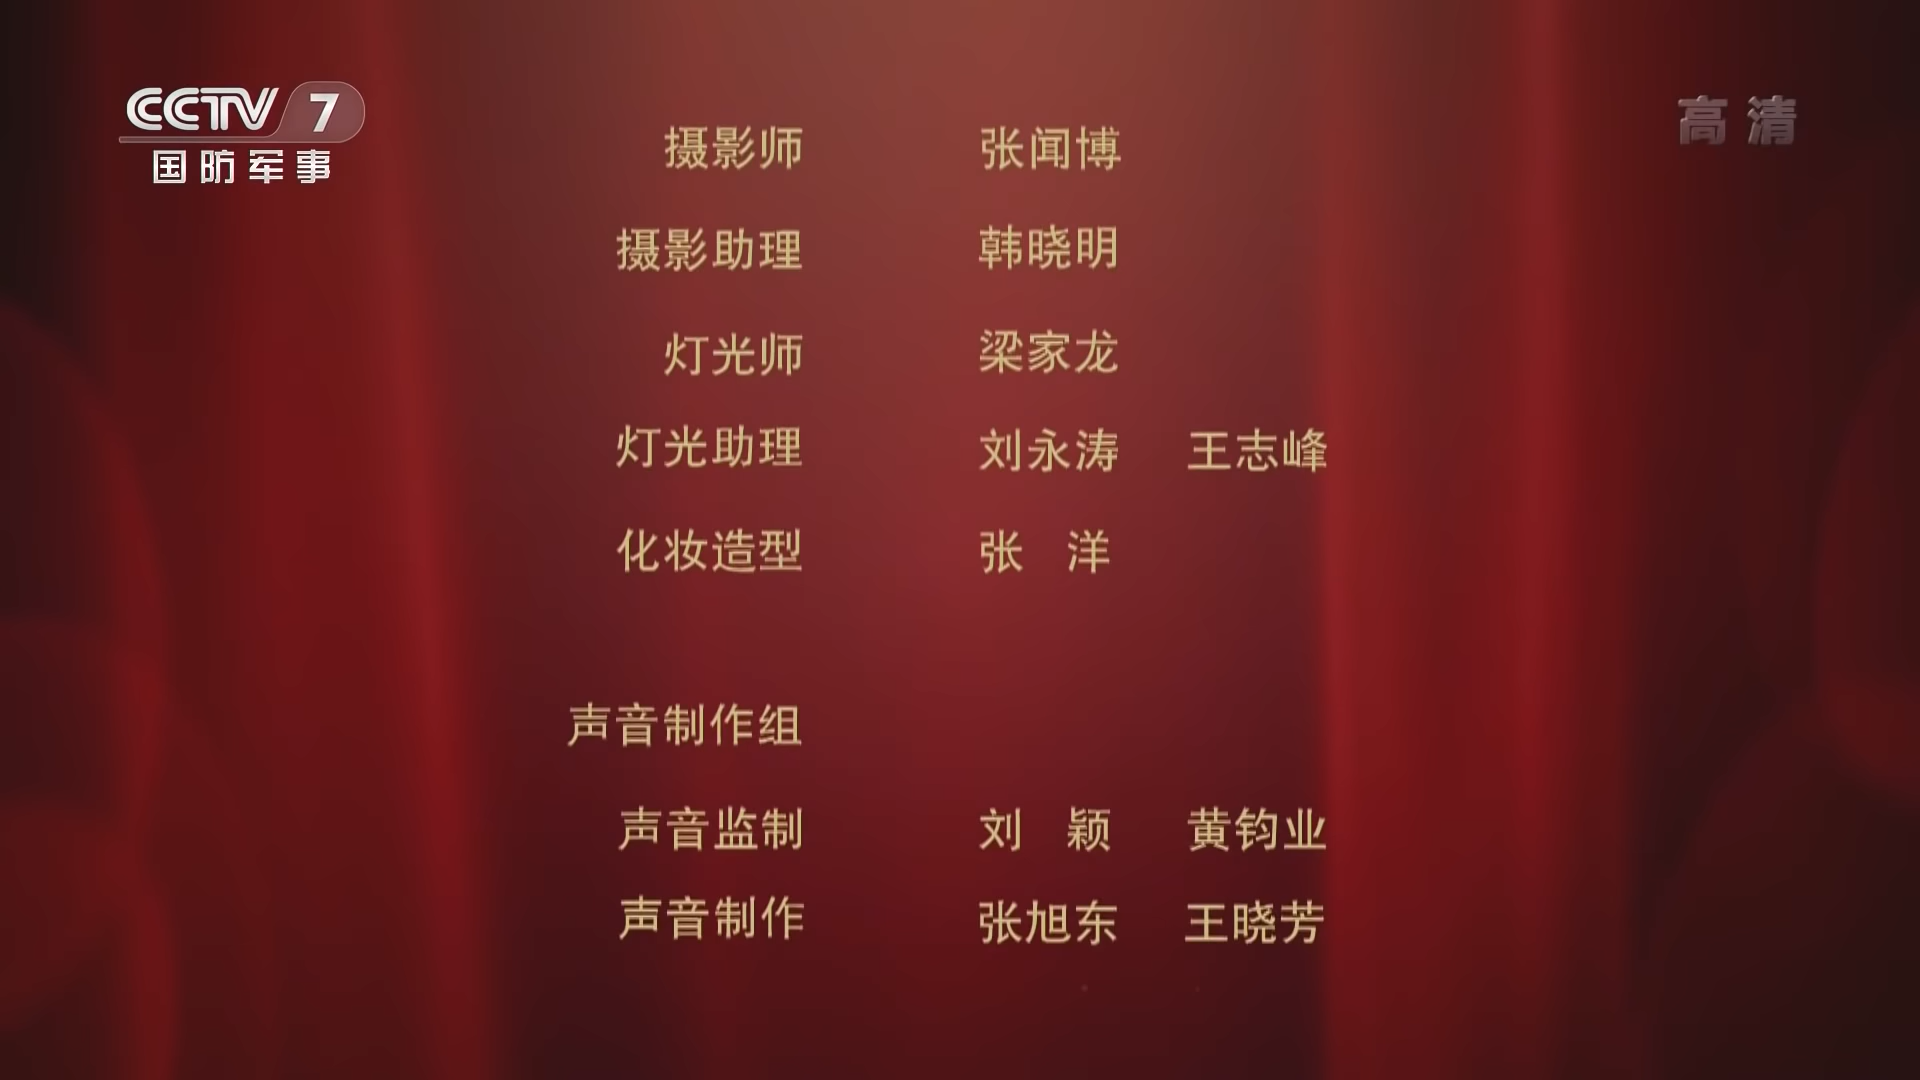 CCTV 7
国防军事
高清
摄影师 张闻博
摄影助理 韩晓明
灯光师 梁家龙
灯光助理 刘永涛 王志峰
化妆造型 张 洋
声音制作组
声音监制 刘 颖 黄钧业
声音制作 张旭东 王晓芳